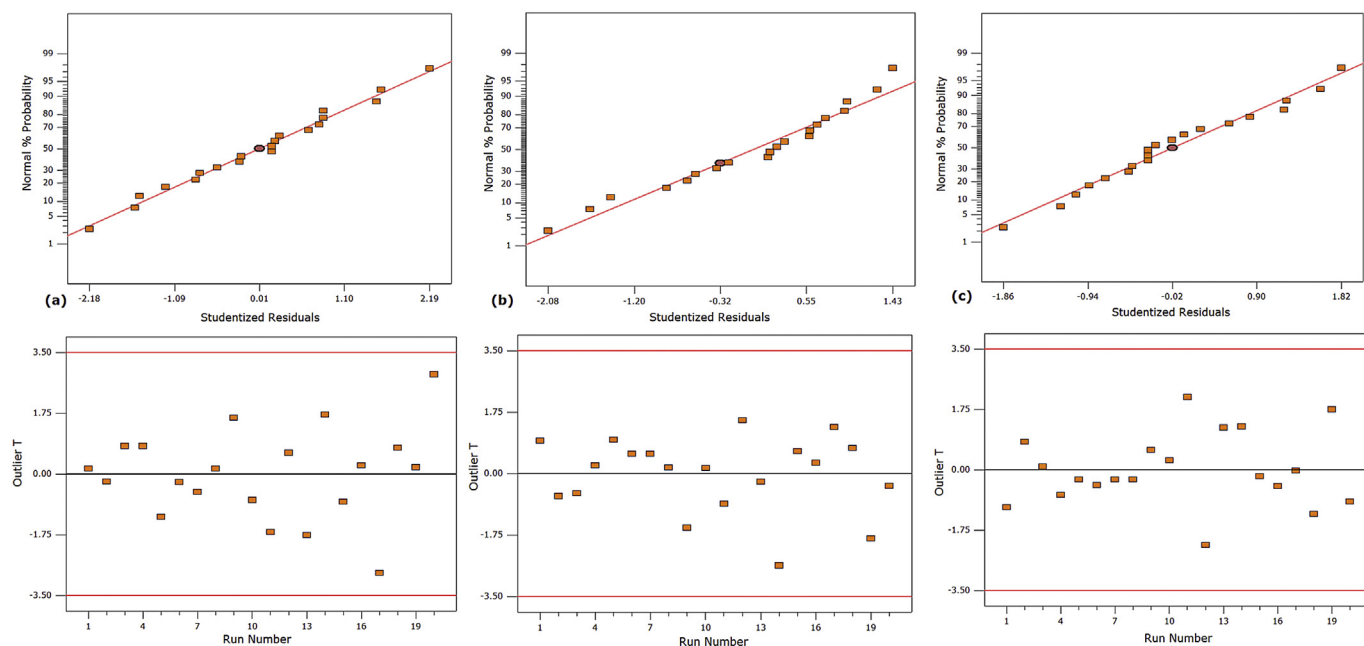 Normal % Probability
99
95
90
80
70
50
30
20
10
5
1
(a)
-2.18 -1.09 0.01 1.10 2.19
Studentized Residuals
Normal % Probability
99
95
90
80
70
50
30
20
10
5
1
(b)
-2.08 -1.20 -0.32 0.55 1.43
Studentized Residuals
Normal % Probability
99
95
90
80
70
50
30
20
10
5
1
(c)
-1.86 -0.94 -0.02 0.90 1.82
Studentized Residuals
Outlier T
3.50
1.75
0.00
-1.75
-3.50
1 4 7 10 13 16 19
Run Number
Outlier T
3.50
1.75
0.00
-1.75
-3.50
1 4 7 10 13 16 19
Run Number
Outlier T
3.50
1.75
0.00
-1.75
-3.50
1 4 7 10 13 16 19
Run Number